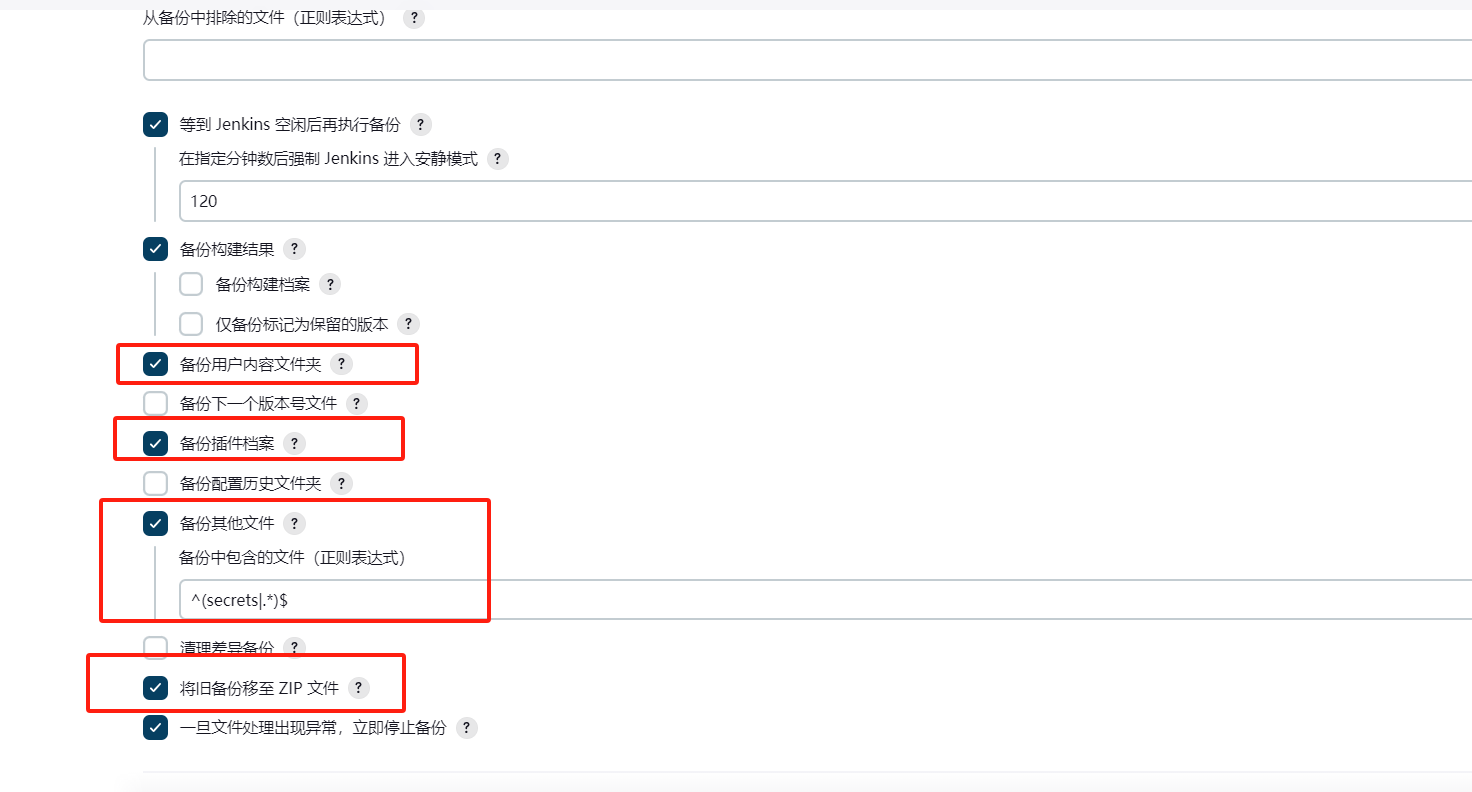 从备份中排除的文件（正则表达式） ?
等到 Jenkins 空闲后再执行备份 ?
在指定分钟数后强制 Jenkins 进入安静模式 ?
120
备份构建结果 ?
备份构建档案 ?
仅备份标记为保留的版本 ?
备份用户内容文件夹 ?
备份下一个版本号文件 ?
备份插件档案 ?
备份配置历史文件夹 ?
备份其他文件 ?
备份中包含的文件（正则表达式）
^(secrets|.*)$
清理差异备份 ?
将旧备份移至 ZIP 文件 ?
一旦文件处理出现异常，立即停止备份 ?